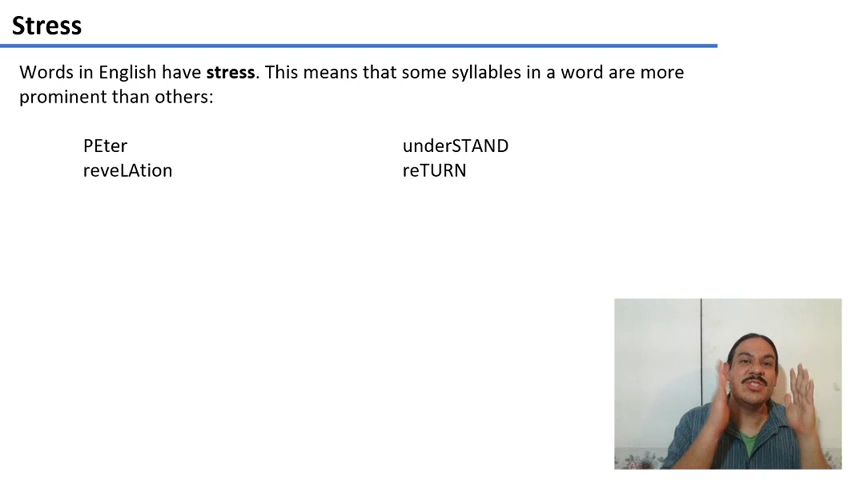 Stress
Words in English have stress. This means that some syllables in a word are more
prominent than others:
PEter
reveLAtion
underSTAND
reTURN